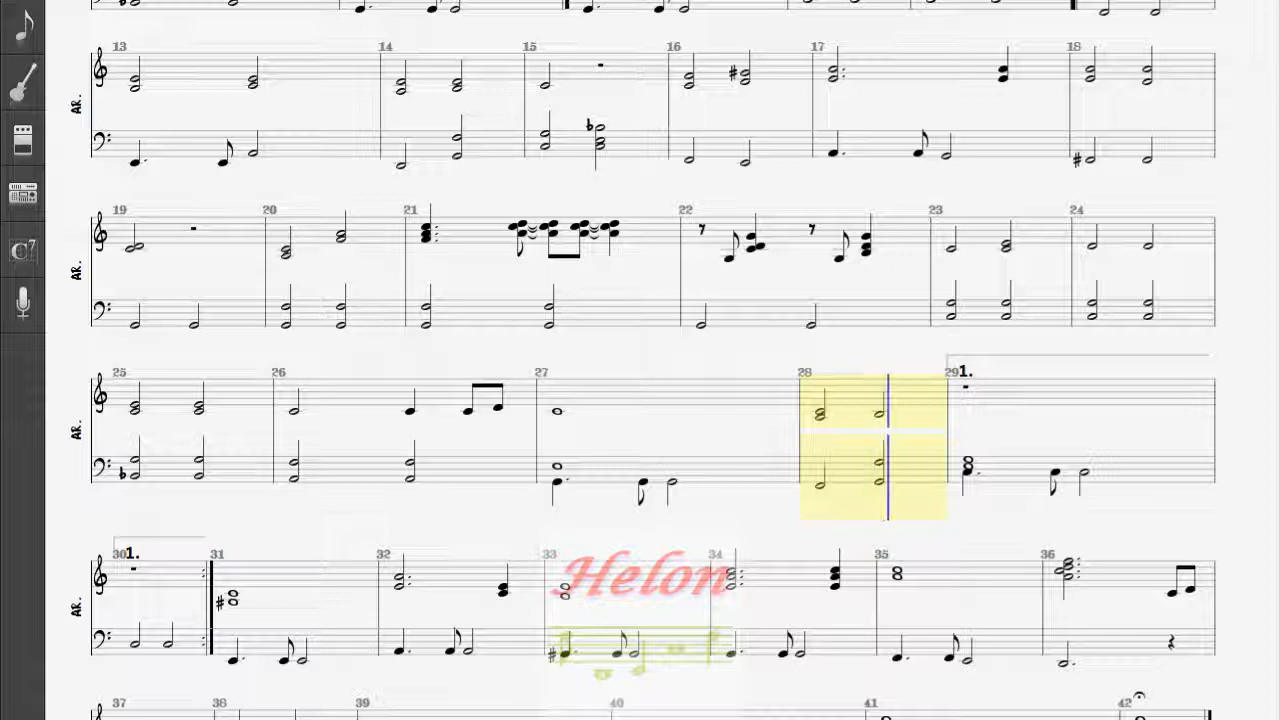 13 14 15 16 17 18
AR.
19 20 21 22 23 24
AR.
25 26 27 28 29 1.
AR.
C7
30 1. 31 32 33 34 35 36
AR.
Helon
37 38 39 40 41 42